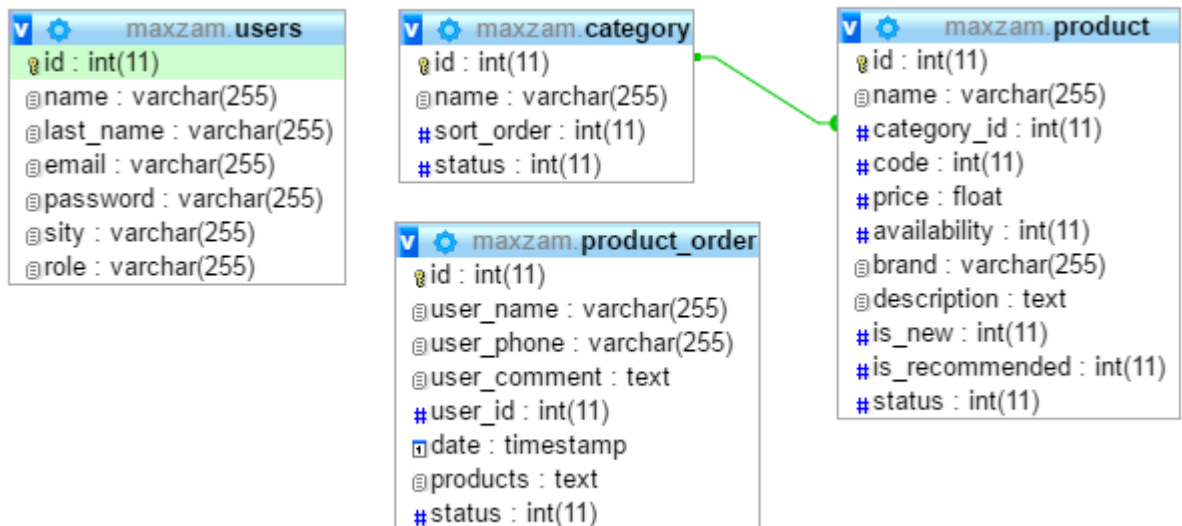 v maxzam.users
id : int(11)
name : varchar(255)
last_name : varchar(255)
email : varchar(255)
password : varchar(255)
sity : varchar(255)
role : varchar(255)
v maxzam.category
id : int(11)
name : varchar(255)
# sort_order : int(11)
# status : int(11)
v maxzam.product_order
id : int(11)
user_name : varchar(255)
user_phone : varchar(255)
user_comment : text
# user_id : int(11)
date : timestamp
products : text
# status : int(11)
v maxzam.product
id : int(11)
name : varchar(255)
# category_id : int(11)
# code : int(11)
# price : float
# availability : int(11)
brand : varchar(255)
description : text
# is_new : int(11)
# is_recommended : int(11)
# status : int(11)